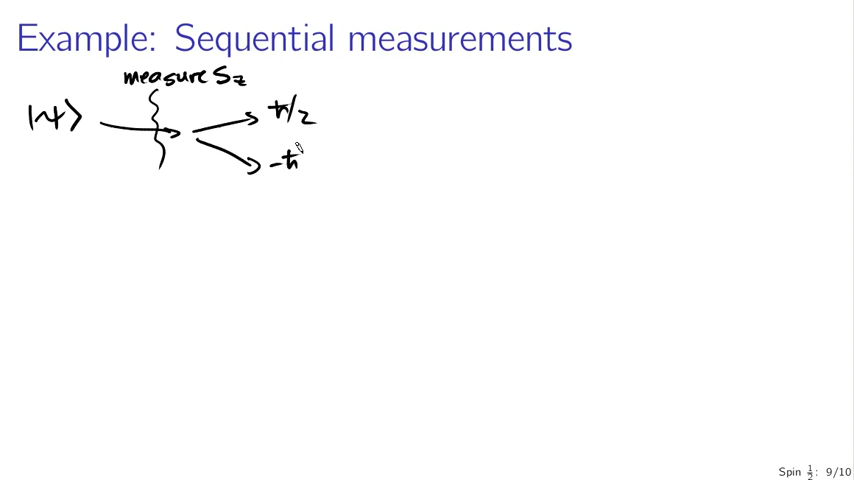 Example: Sequential measurements
measure Sz
|ψ⟩
ħ/2
-ħ
Spin 1/2: 9/10